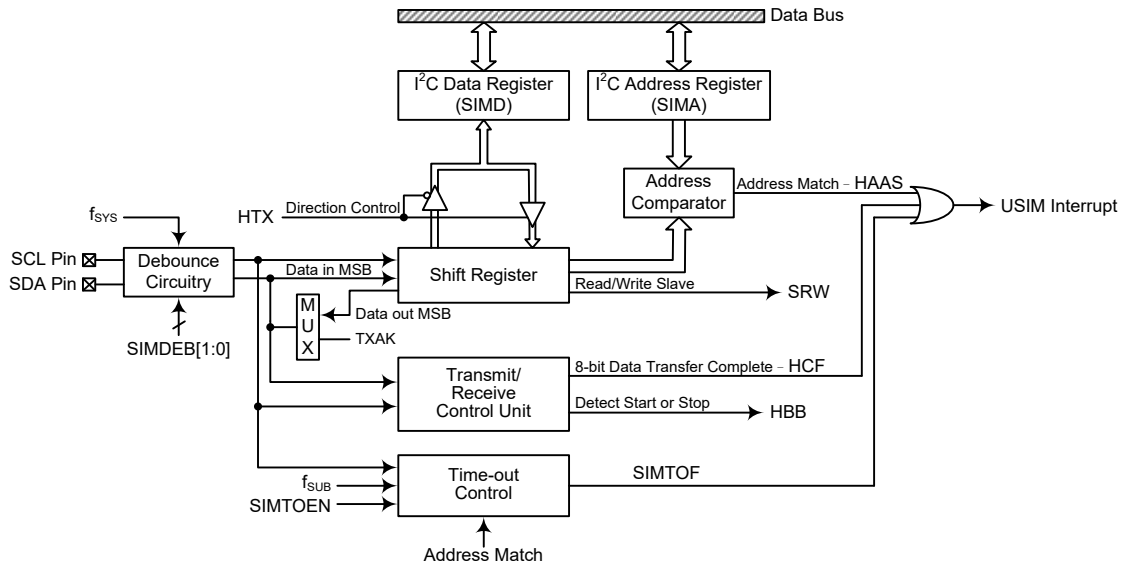 Data Bus
I²C Data Register
(SIMD)
I²C Address Register
(SIMA)
Address
Comparator
Address Match - HAAS
USIM Interrupt
HTX
Direction Control
fSYS
SCL Pin
SDA Pin
Debounce
Circuitry
SIMDEB[1:0]
Data in MSB
Shift Register
Read/Write Slave
SRW
Data out MSB
MUX
TXAK
Transmit/
Receive
Control Unit
8-bit Data Transfer Complete - HCF
Detect Start or Stop
HBB
fSUB
SIMTOEN
Time-out
Control
SIMTOF
Address Match